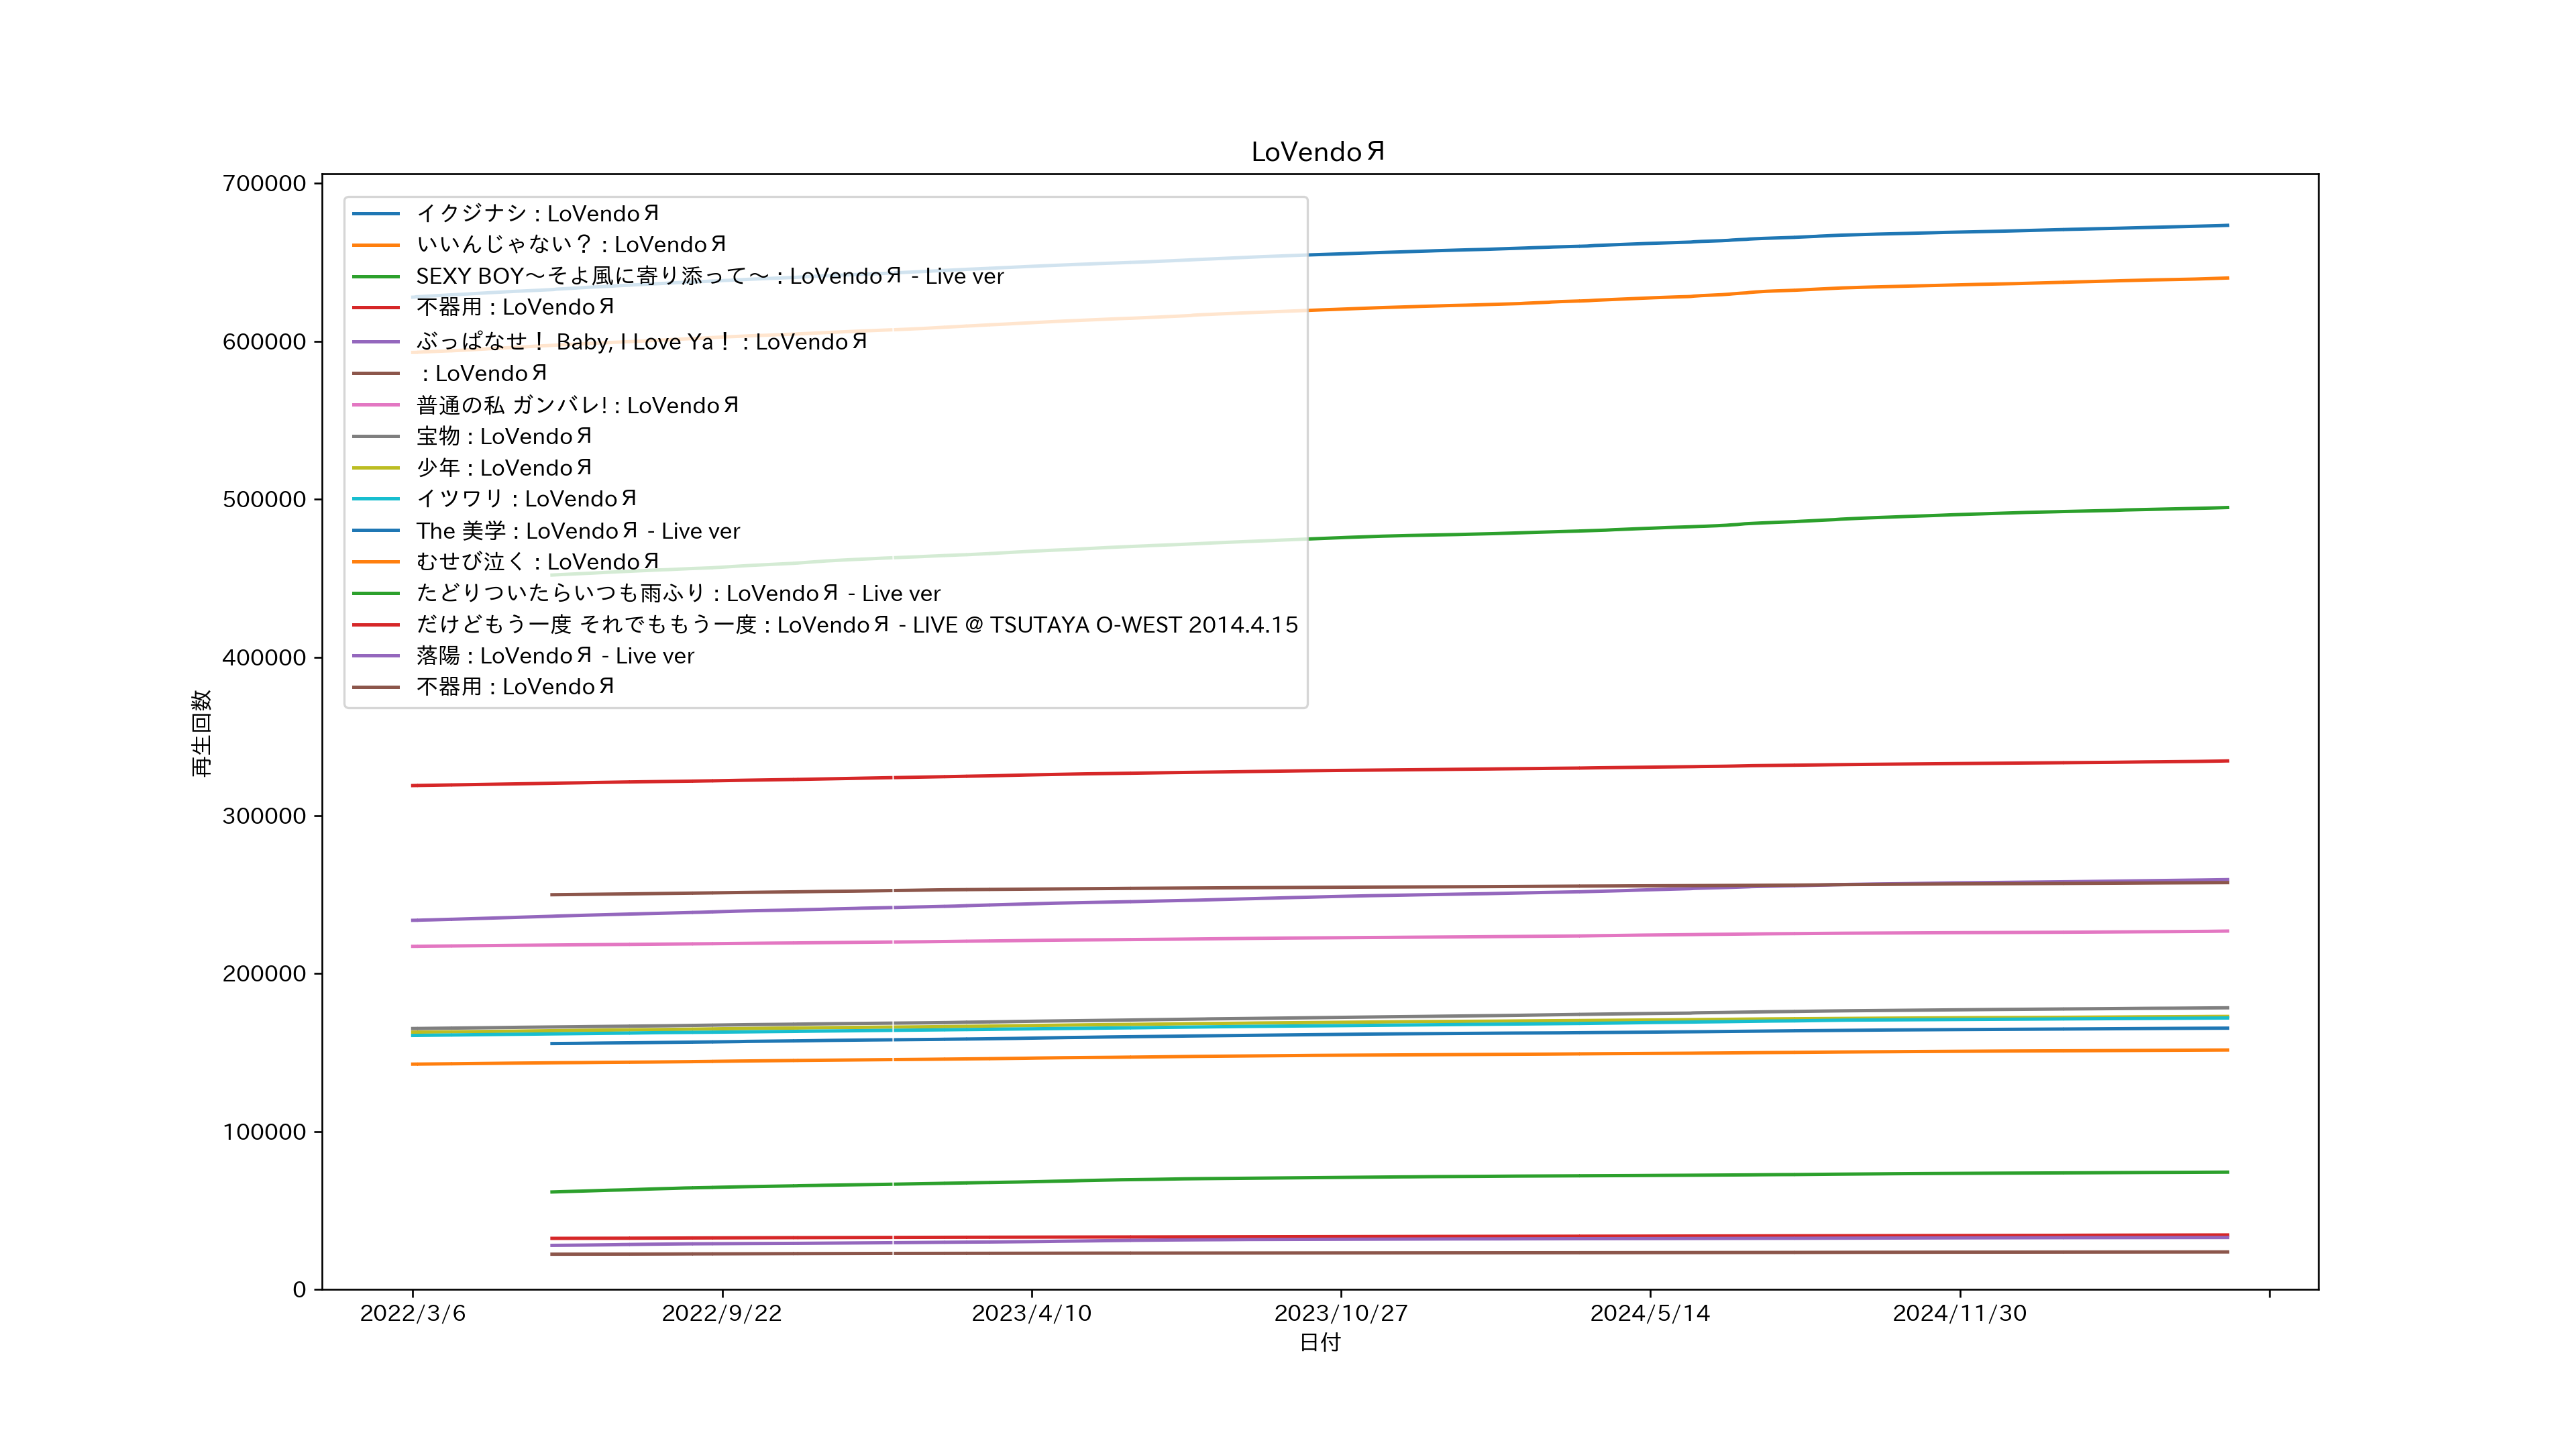 LoVendoЯ
700000
600000
500000
400000
300000
200000
100000
0
再生回数
イクジナシ : LoVendoЯ
いいんじゃない？ : LoVendoЯ
SEXY BOY〜そよ風に寄り添って〜 : LoVendoЯ - Live ver
不器用 : LoVendoЯ
ぶっぱなせ！ Baby, I Love Ya！ : LoVendoЯ
: LoVendoЯ
普通の私 ガンバレ! : LoVendoЯ
宝物 : LoVendoЯ
少年 : LoVendoЯ
イツワリ : LoVendoЯ
The 美学 : LoVendoЯ - Live ver
むせび泣く : LoVendoЯ
たどりついたらいつも雨ふり : LoVendoЯ - Live ver
だけどもう一度 それでももう一度 : LoVendoЯ - LIVE @ TSUTAYA O-WEST 2014.4.15
落陽 : LoVendoЯ - Live ver
不器用 : LoVendoЯ
2022/3/6
2022/9/22
2023/4/10
2023/10/27
2024/5/14
2024/11/30
日付